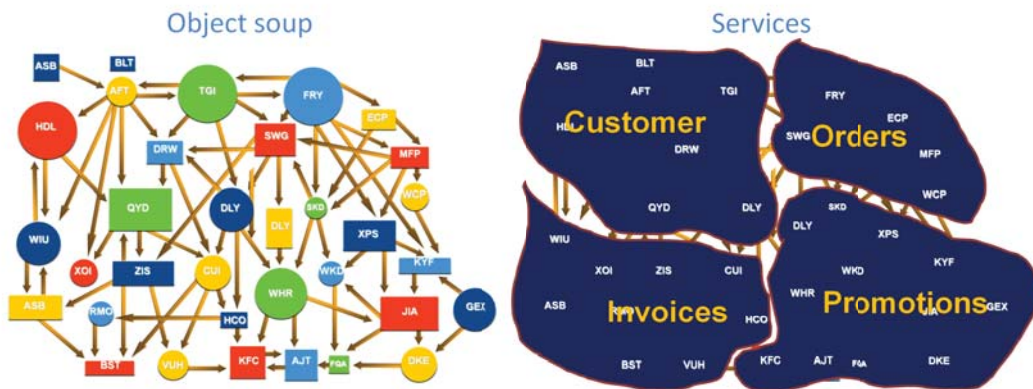 Object soup
ASB
BLT
AFT
TGI
FRY
ECP
HDL
DRW
SWG
MFP
WCP
QYD
DLY
SKD
DLY
XPS
WIU
XOI
ZIS
CUI
WKD
KYF
WHR
ASB
RMO
HCO
JIA
GEX
BST
VUH
KFC
AJT
FQA
DKE
Services
ASB
BLT
AFT
TGI
FRY
ECP
Customer
SWG
Orders
DRW
MFP
WCP
QYD
DLY
SKD
DLY
XPS
WIU
XOI
ZIS
CUI
WKD
KYF
WHR
ASB
Invoices
HCO
Promotions
GEX
BST
VUH
KFC
AJT
FQA
DKE